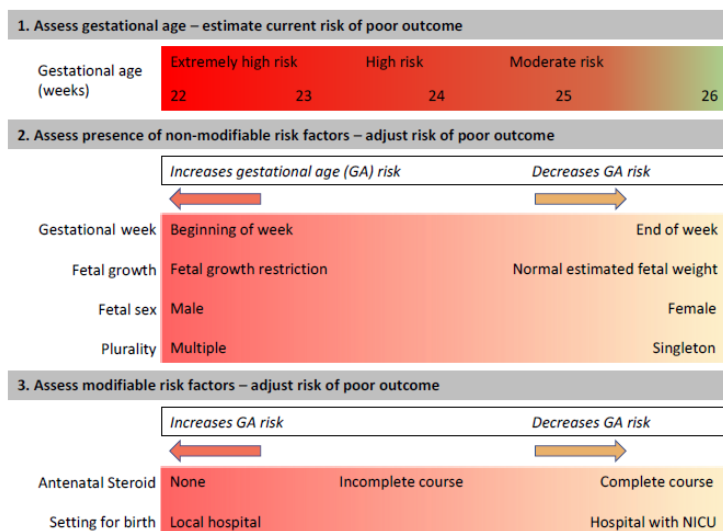 1. Assess gestational age – estimate current risk of poor outcome
Gestational age (weeks)
Extremely high risk High risk Moderate risk
22 23 24 25 26
2. Assess presence of non-modifiable risk factors – adjust risk of poor outcome
Increases gestational age (GA) risk Decreases GA risk
Gestational week Beginning of week End of week
Fetal growth Fetal growth restriction Normal estimated fetal weight
Fetal sex Male Female
Plurality Multiple Singleton
3. Assess modifiable risk factors – adjust risk of poor outcome
Increases GA risk Decreases GA risk
Antenatal Steroid None Incomplete course Complete course
Setting for birth Local hospital Hospital with NICU